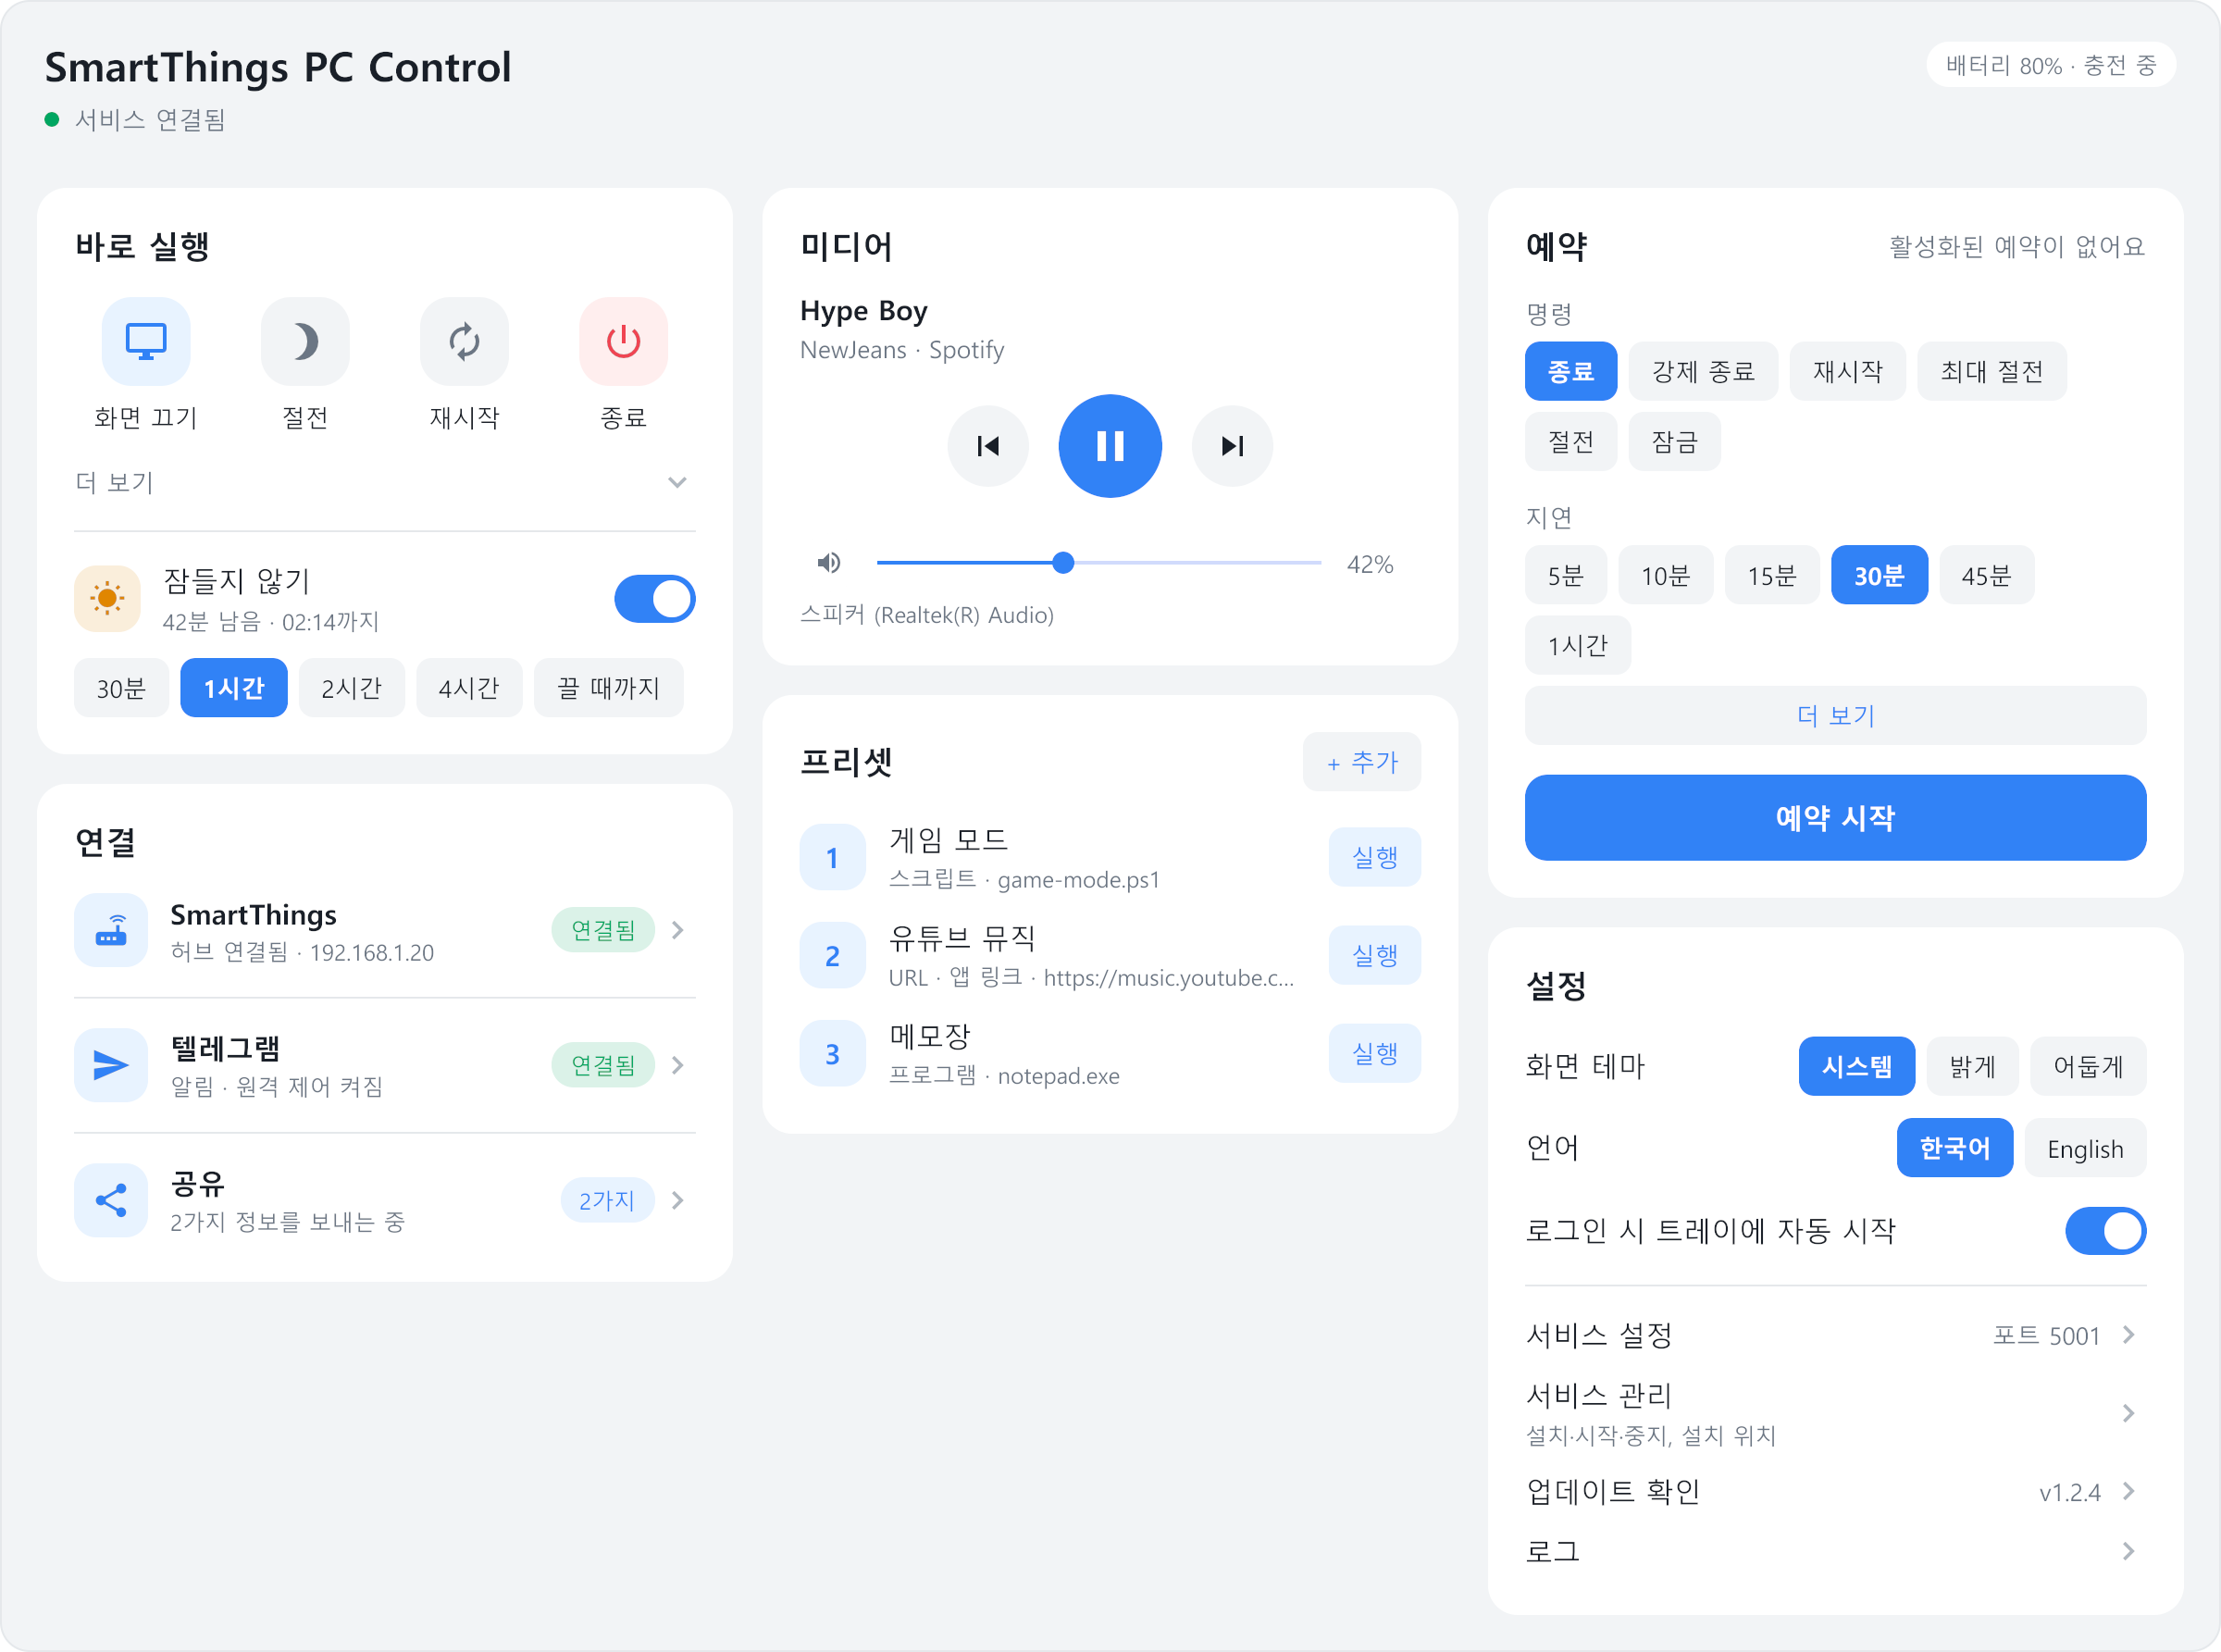 SmartThings PC Control
배터리 80% · 충전 중
서비스 연결됨
바로 실행
화면 끄기
절전
재시작
종료
더 보기
잠들지 않기
42분 남음 · 02:14까지
30분
1시간
2시간
4시간
끌 때까지
연결
SmartThings
허브 연결됨 · 192.168.1.20
연결됨
텔레그램
알림 · 원격 제어 켜짐
연결됨
공유
2가지 정보를 보내는 중
2가지
미디어
Hype Boy
NewJeans · Spotify
42%
스피커 (Realtek(R) Audio)
프리셋
+ 추가
1
게임 모드
스크립트 · game-mode.ps1
실행
2
유튜브 뮤직
URL · 앱 링크 · https://music.youtube.c...
실행
3
메모장
프로그램 · notepad.exe
실행
예약
활성화된 예약이 없어요
명령
종료
강제 종료
재시작
최대 절전
절전
잠금
지연
5분
10분
15분
30분
45분
1시간
더 보기
예약 시작
설정
화면 테마
시스템
밝게
어둡게
언어
한국어
English
로그인 시 트레이에 자동 시작
서비스 설정
포트 5001
서비스 관리
설치·시작·중지, 설치 위치
업데이트 확인
v1.2.4
로그